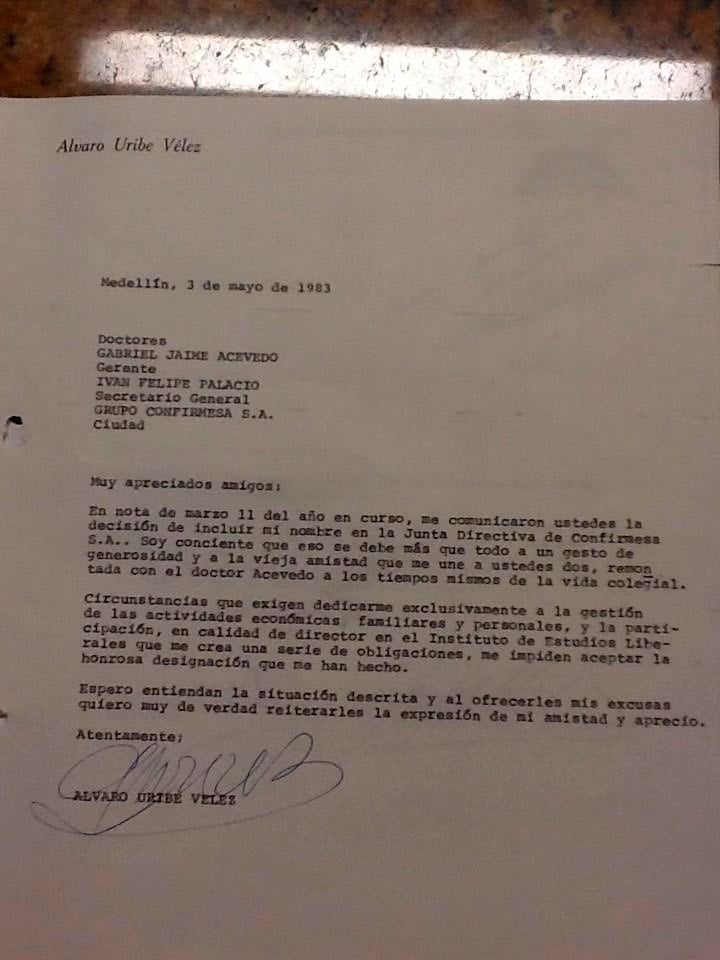 Alvaro Uribe Vélez
Medellín, 3 de mayo de 1983
Doctores
GABRIEL JAIME ACEVEDO
Gerente
IVAN FELIPE PALACIO
Secretario General
GRUPO CONFIRMESA S.A.
Ciudad
Muy apreciados amigos:
En nota de marzo 11 del año en curso, me comunicaron ustedes la
decisión de incluir mi nombre en la Junta Directiva de Confirmesa
S.A.. Soy conciente que eso se debe más que todo a un gesto de
generosidad y a la vieja amistad que me une a ustedes dos, remon
tada con el doctor Acevedo a los tiempos mismos de la vida colegial.
Circunstancias que exigen dedicarme exclusivamente a la gestión
de las actividades económicas familiares y personales, y la parti-
cipación, en calidad de director en el Instituto de Estudios Libe-
rales que me crea una serie de obligaciones, me impiden aceptar la
honrosa designación que me han hecho.
Espero entiendan la situación descrita y al ofrecerles mis excusas
quiero muy de verdad reiterarles la expresión de mi amistad y aprecio.
Atentamente;
ALVARO URIBE VELEZ